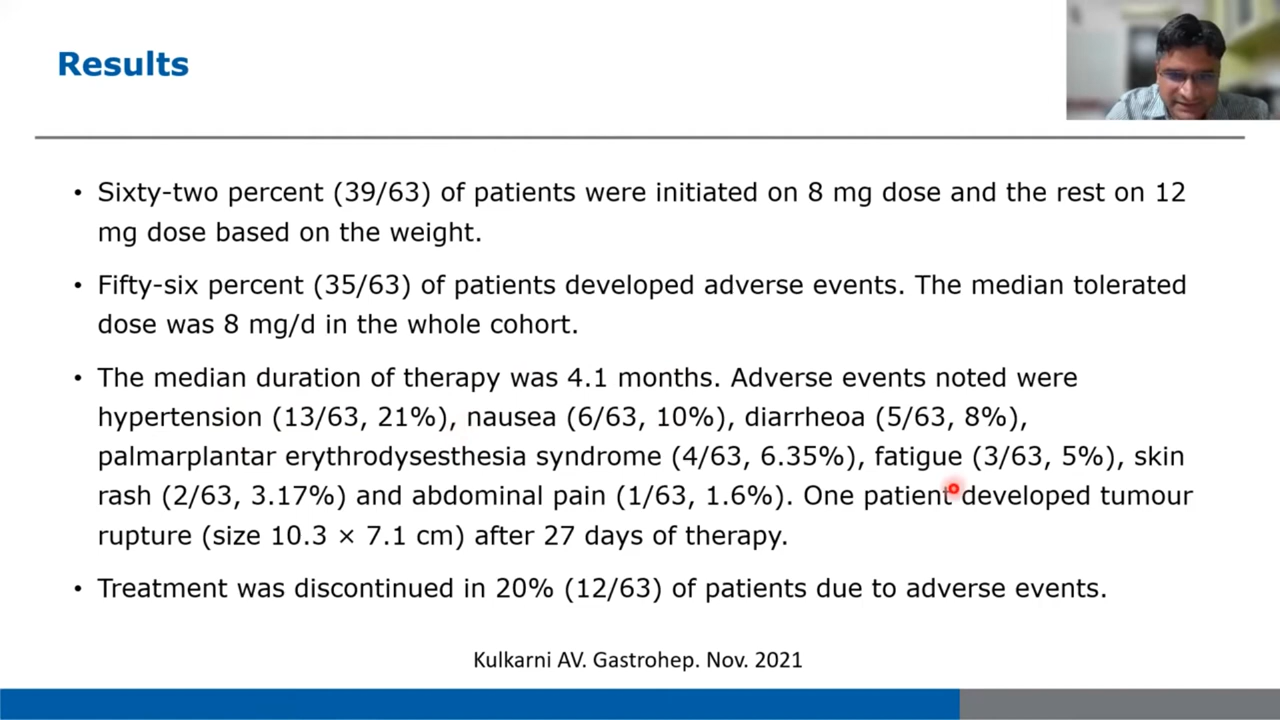 Results
• Sixty-two percent (39/63) of patients were initiated on 8 mg dose and the rest on 12
mg dose based on the weight.
• Fifty-six percent (35/63) of patients developed adverse events. The median tolerated
dose was 8 mg/d in the whole cohort.
• The median duration of therapy was 4.1 months. Adverse events noted were
hypertension (13/63, 21%), nausea (6/63, 10%), diarrheoa (5/63, 8%),
palmarplantar erythrodysesthesia syndrome (4/63, 6.35%), fatigue (3/63, 5%), skin
rash (2/63, 3.17%) and abdominal pain (1/63, 1.6%). One patient developed tumour
rupture (size 10.3 × 7.1 cm) after 27 days of therapy.
• Treatment was discontinued in 20% (12/63) of patients due to adverse events.
Kulkarni AV. Gastrohep. Nov. 2021